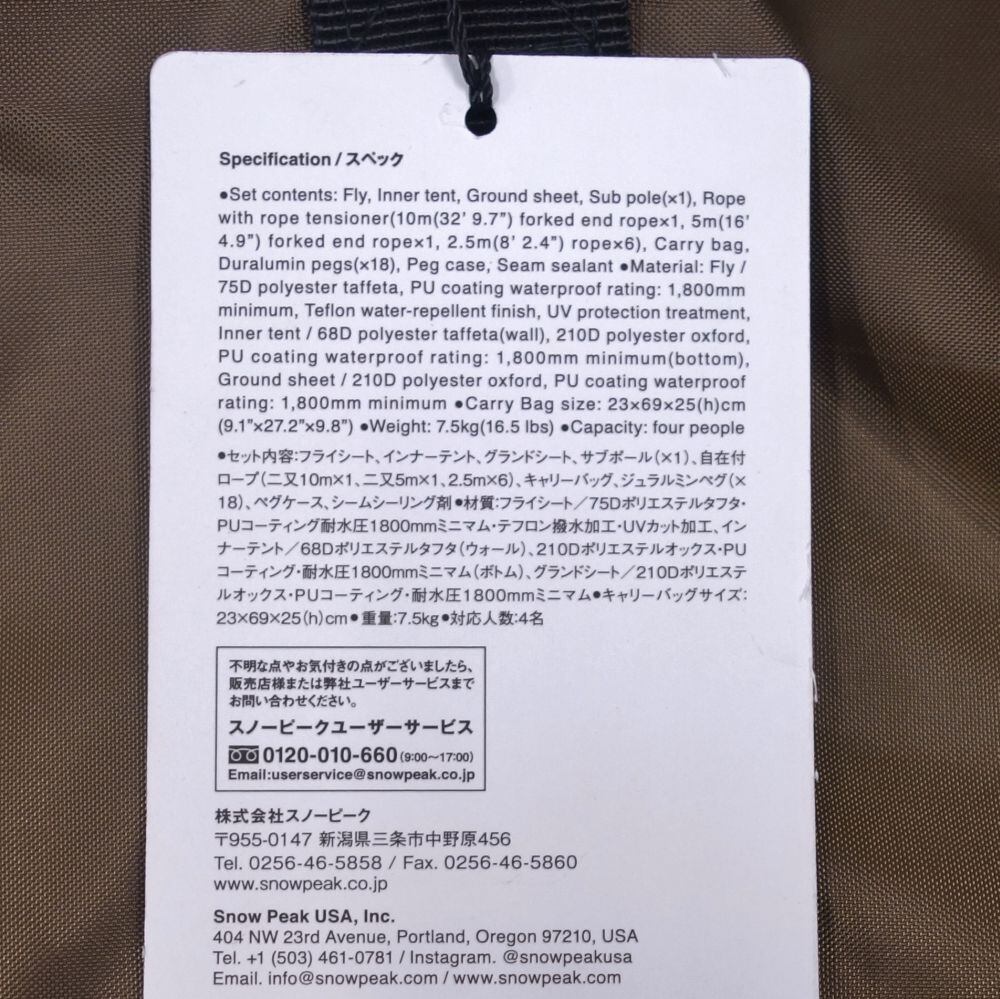 Specification / スペック
●Set contents: Fly, Inner tent, Ground sheet, Sub pole(×1), Rope
with rope tensioner(10m(32' 9.7") forked end rope×1, 5m(16'
4.9") forked end rope×1, 2.5m(8' 2.4") rope×6), Carry bag,
Duralumin pegs(×18), Peg case, Seam sealant ●Material: Fly /
75D polyester taffeta, PU coating waterproof rating: 1,800mm
minimum, Teflon water-repellent finish, UV protection treatment,
Inner tent / 68D polyester taffeta(wall), 210D polyester oxford,
PU coating waterproof rating: 1,800mm minimum(bottom),
Ground sheet / 210D polyester oxford, PU coating waterproof
rating: 1,800mm minimum ●Carry Bag size: 23×69×25(h)cm
(9.1"×27.2"×9.8") ●Weight: 7.5kg(16.5 lbs) ●Capacity: four people
●セット内容:フライシート、インナーテント、グランドシート、サブポール(×1)、自在付
ロープ(二又10m×1、二又5m×1、2.5m×6)、キャリーバッグ、ジュラルミンペグ(×
18)、ペグケース、シームシーリング剤●材質:フライシート/75Dポリエステルタフタ・
PUコーティング耐水圧1800mmミニマム・テフロン撥水加工・UVカット加工、イン
ナーテント/68Dポリエステルタフタ(ウォール)、210Dポリエステルオックス・PU
コーティング・耐水圧1800mmミニマム(ボトム)、グランドシート/210Dポリエステ
ルオックス・PUコーティング・耐水圧1800mmミニマム●キャリーバッグサイズ:
23×69×25(h)cm●重量:7.5kg●対応人数:4名
不明な点やお気付きの点がございましたら、
販売店様または弊社ユーザーサービスまで
お問い合わせください。
スノーピークユーザーサービス
0120-010-660(9:00〜17:00)
Email:userservice@snowpeak.co.jp
株式会社スノーピーク
〒955-0147 新潟県三条市中野原456
Tel. 0256-46-5858 / Fax. 0256-46-5860
www.snowpeak.co.jp
Snow Peak USA, Inc.
404 NW 23rd Avenue, Portland, Oregon 97210, USA
Tel. +1 (503) 461-0781 / Instagram. @snowpeakusa
Email. info@snowpeak.com / www.snowpeak.com